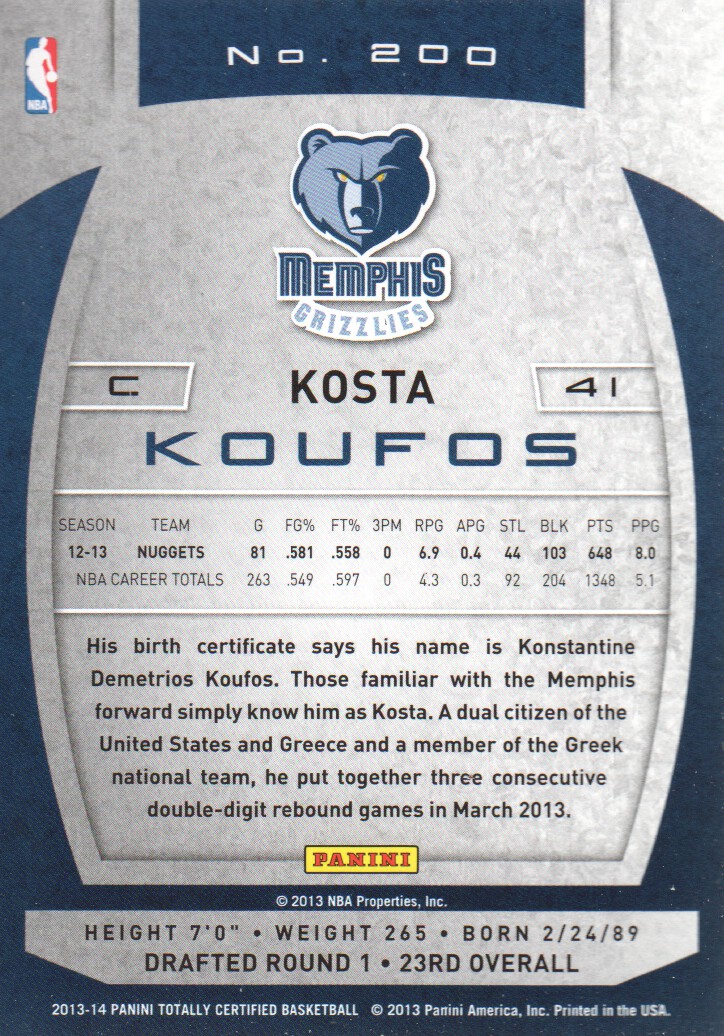 No. 200
NBA
MEMPHIS
GRIZZLIES
C KOSTA 41
KOUFOS
SEASON TEAM G FG% FT% 3PM RPG APG STL BLK PTS PPG
12-13 NUGGETS 81 .581 .558 0 6.9 0.4 44 103 648 8.0
NBA CAREER TOTALS 263 .549 .597 0 4.3 0.3 92 204 1348 5.1
His birth certificate says his name is Konstantine
Demetrios Koufos. Those familiar with the Memphis
forward simply know him as Kosta. A dual citizen of the
United States and Greece and a member of the Greek
national team, he put together three consecutive
double-digit rebound games in March 2013.
PANINI
© 2013 NBA Properties, Inc.
HEIGHT 7'0" • WEIGHT 265 • BORN 2/24/89
DRAFTED ROUND 1 • 23RD OVERALL
2013-14 PANINI TOTALLY CERTIFIED BASKETBALL © 2013 Panini America, Inc. Printed in the USA.